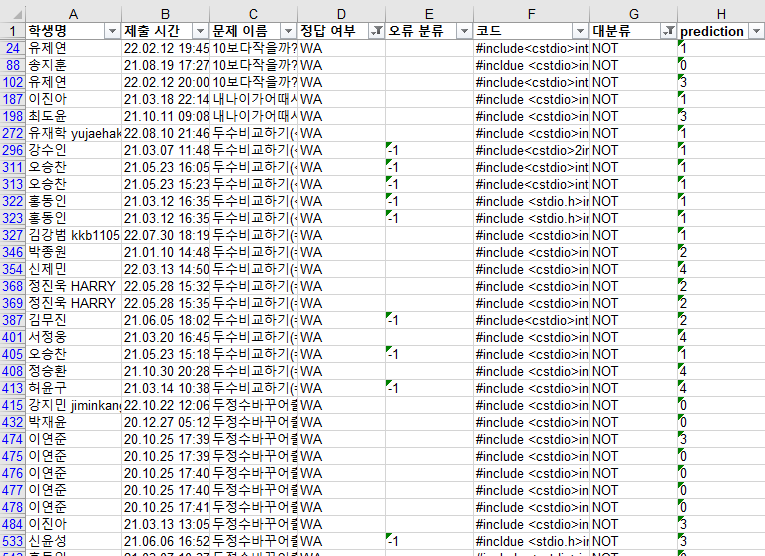 A B C D E F G H
1 학생명 제출 시간 문제 이름 정답 여부 오류 분류 코드 대분류 prediction
24 유제연 22.02.12 19:45 10보다작을까? WA #include<cstdio>int NOT 1
88 송지훈 21.08.19 17:27 10보다작을까? WA #incldue <cstdio>in NOT 0
102 유제연 22.02.12 20:00 10보다작을까? WA #include<cstdio>int NOT 3
187 이진아 21.03.18 22:14 내나이가어때서 WA #include <cstdio>in NOT 1
198 최도윤 21.10.11 09:08 내나이가어때서 WA #include <cstdio>in NOT 3
272 유재학 yujaehak 22.08.10 21:46 두수비교하기(< WA #include <cstdio>in NOT 1
296 강수인 21.03.07 11:48 두수비교하기(< WA -1 #include<cstdio>2in NOT 1
311 오승찬 21.05.23 16:05 두수비교하기(< WA -1 #include <cstdio>in NOT 1
313 오승찬 21.05.23 15:23 두수비교하기(< WA -1 #include <cstdio>in NOT 1
322 홍동인 21.03.12 16:35 두수비교하기(< WA -1 #include <stdio.h>in NOT 1
323 홍동인 21.03.12 16:35 두수비교하기(< WA -1 #include <stdio.h>in NOT 1
327 김강범 kkb1105 22.07.30 18:19 두수비교하기( WA #include <cstdio>in NOT 1
346 박종원 21.01.10 14:48 두수비교하기( WA #include <cstdio>in NOT 2
354 신제민 22.03.13 14:50 두수비교하기( WA #include <cstdio>in NOT 4
368 정진욱 HARRY 22.05.28 15:32 두수비교하기( WA #include <cstdio>in NOT 2
369 정진욱 HARRY 22.05.28 15:35 두수비교하기( WA #include <cstdio>in NOT 2
387 김무진 21.06.05 18:02 두수비교하기( WA -1 #include<cstdio>int NOT 2
401 서정웅 21.03.20 16:45 두수비교하기( WA #include <cstdio>in NOT 4
405 오승찬 21.05.23 15:18 두수비교하기( WA -1 #include <cstdio>in NOT 1
408 정승환 21.10.30 20:28 두수비교하기( WA #include <cstdio>in NOT 4
413 허윤구 21.03.14 10:38 두수비교하기( WA -1 #include <cstdio>in NOT 4
415 강지민 jiminkang 22.10.22 12:06 두정수바꾸어출 WA #include <cstdio>in NOT 0
432 박재윤 20.12.27 05:12 두정수바꾸어출 WA #include <cstdio>in NOT 0
474 이연준 20.10.25 17:39 두정수바꾸어출 WA #include <cstdio>in NOT 3
475 이연준 20.10.25 17:39 두정수바꾸어출 WA #include <cstdio>in NOT 0
476 이연준 20.10.25 17:40 두정수바꾸어출 WA #include <cstdio>in NOT 0
477 이연준 20.10.25 17:40 두정수바꾸어출 WA #include <cstdio>in NOT 0
478 이연준 20.10.25 17:41 두정수바꾸어출 WA #include <cstdio>in NOT 0
484 이진아 21.03.13 13:05 두정수바꾸어출 WA #include <cstdio>in NOT 3
533 신윤성 21.06.06 16:52 두정수바꾸어출 WA -1 #incldue <stdio.h>in NOT 3